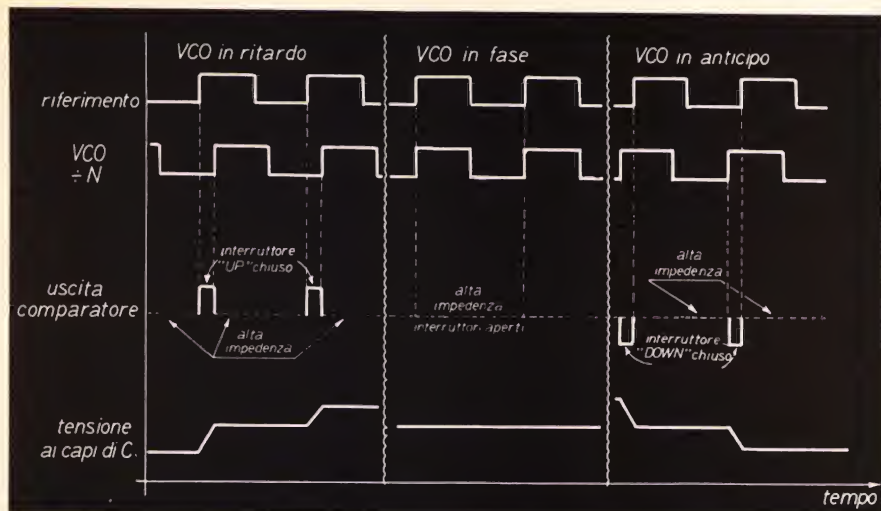 VCO in ritardo
VCO in fase
VCO in anticipo
riferimento
VCO
÷ N
interruttore
"UP" chiuso
alta
impedenza
alta
impedenza
interruttori aperti
alta
impedenza
interruttore
"DOWN" chiuso
uscita
comparatore
tensione
ai capi di C.
tempo